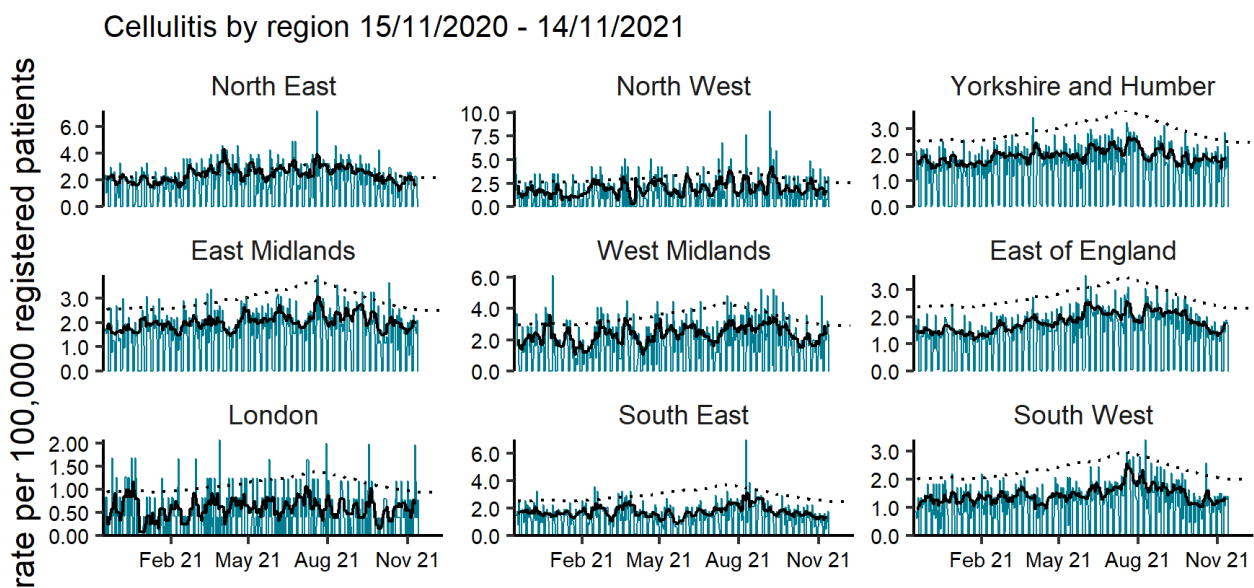 Cellulitis by region 15/11/2020 - 14/11/2021
rate per 100,000 registered patients
North East
6.0
4.0
2.0
0.0
North West
10.0
7.5
5.0
2.5
0.0
Yorkshire and Humber
3.0
2.0
1.0
0.0
East Midlands
3.0
2.0
1.0
0.0
West Midlands
6.0
4.0
2.0
0.0
East of England
3.0
2.0
1.0
0.0
London
2.00
1.50
1.00
0.50
0.00
Feb 21 May 21 Aug 21 Nov 21
South East
6.0
4.0
2.0
0.0
Feb 21 May 21 Aug 21 Nov 21
South West
3.0
2.0
1.0
0.0
Feb 21 May 21 Aug 21 Nov 21